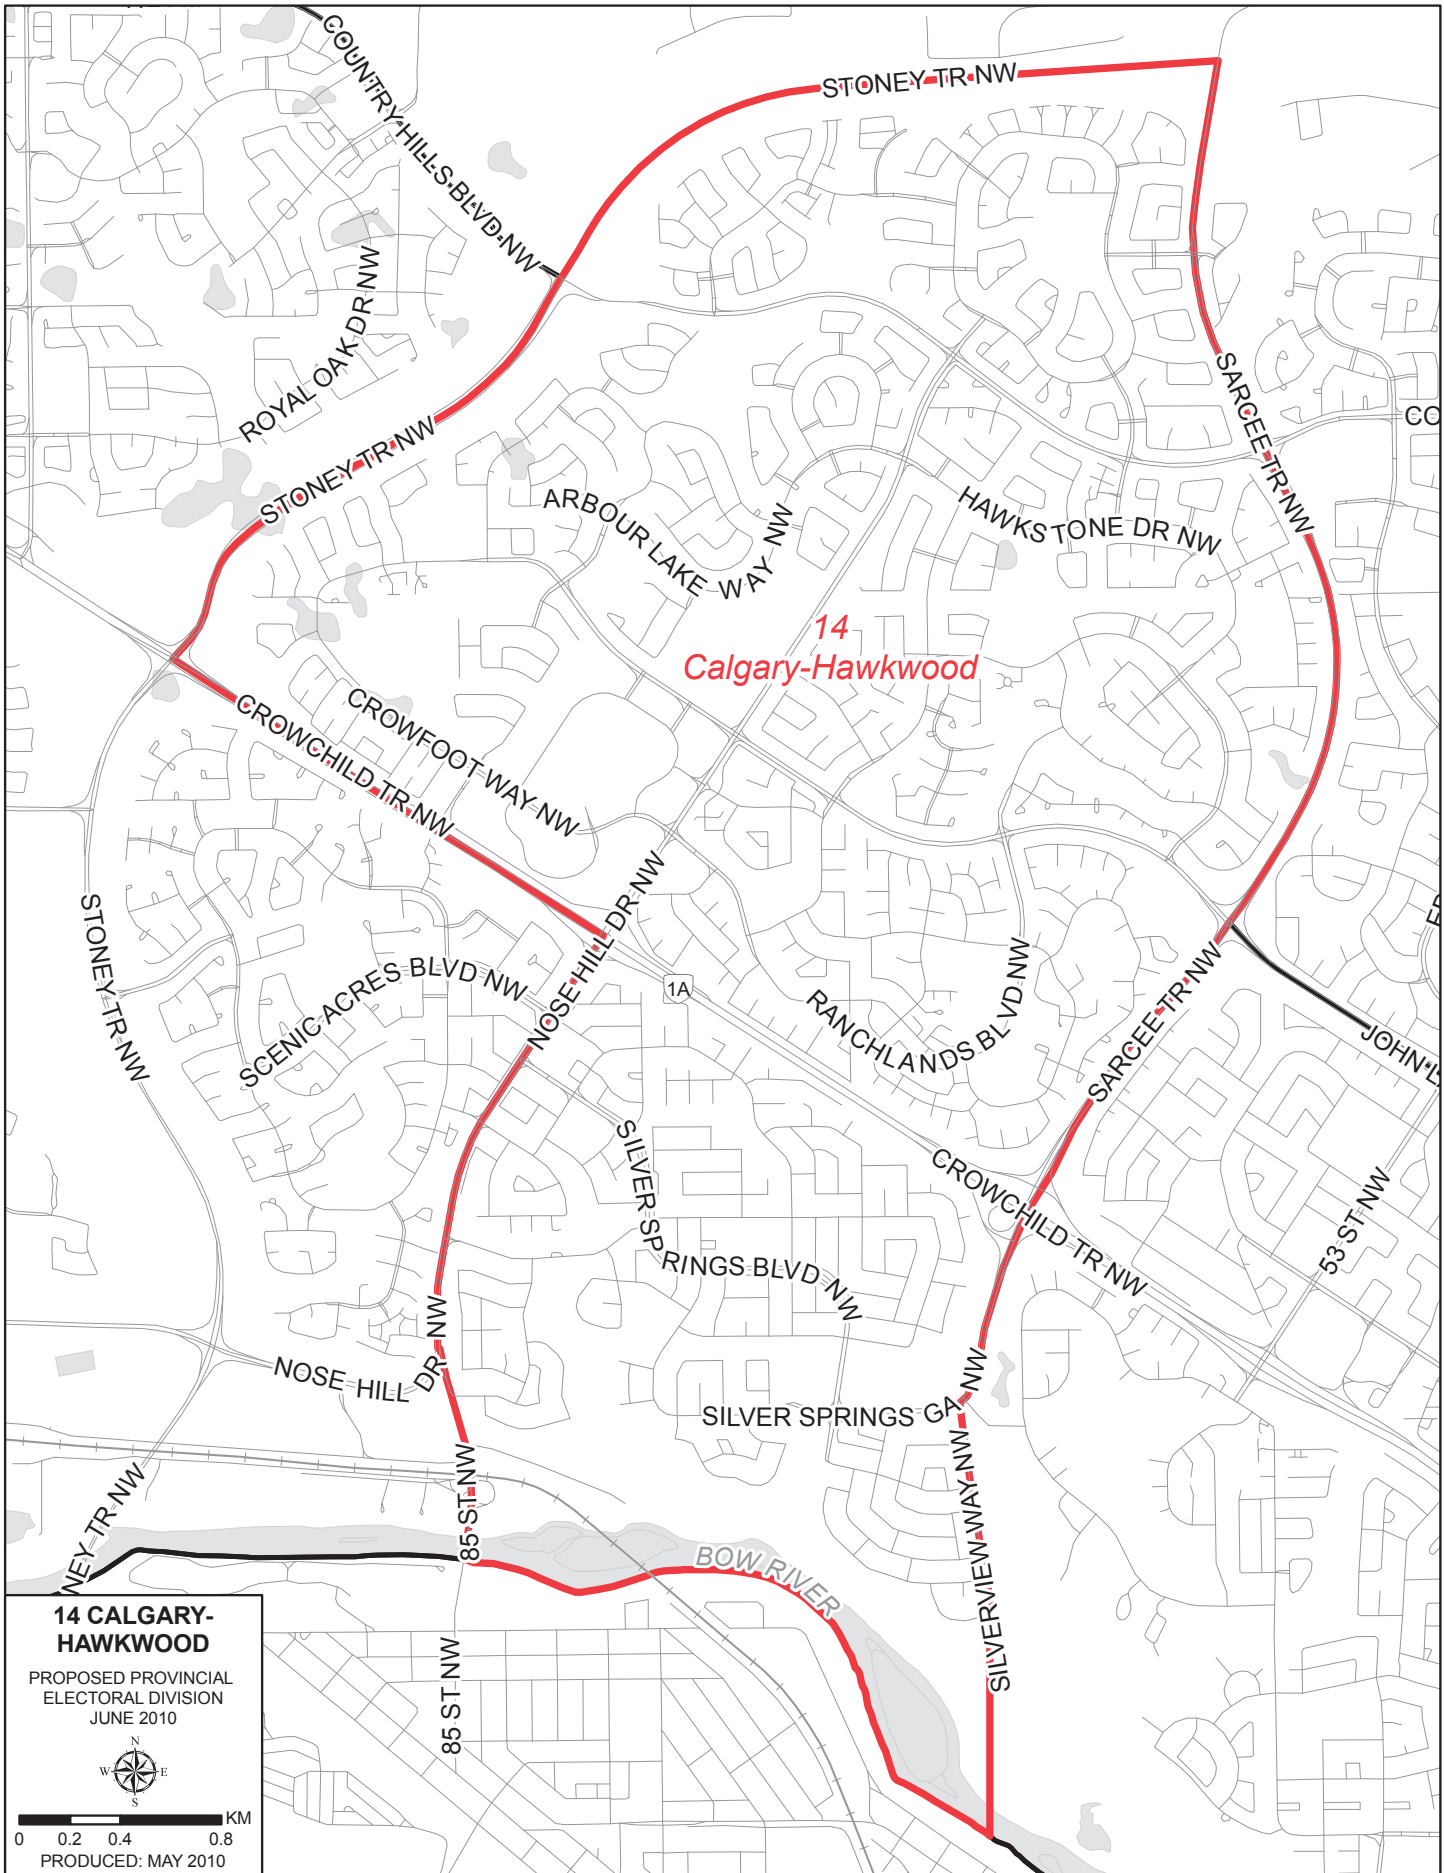 COUNTRY HILLS BLVD NW
STONEY TR NW
ROYAL OAK DR NW
SARCEE TR NW
CO
STONEY TR NW
ARBOUR LAKE WAY NW
HAWKSTONE DR NW
14
Calgary-Hawkwood
CROWCHILD TR NW
CROWFOOT WAY NW
NOSE HILL DR NW
STONEY TR NW
SCENIC ACRES BLVD NW
1A
RANCHLANDS BLVD NW
SARCEE TR NW
JOHN L
SILVER SPRINGS BLVD NW
CROWCHILD TR NW
53 ST NW
NOSE HILL DR NW
SILVER SPRINGS GA NW
85 ST NW
SILVERVIEW WAY NW
NEY TR NW
BOW RIVER
85 ST NW
14 CALGARY-
HAWKWOOD
PROPOSED PROVINCIAL
ELECTORAL DIVISION
JUNE 2010
N
W E
S
KM
0 0.2 0.4 0.8
PRODUCED: MAY 2010